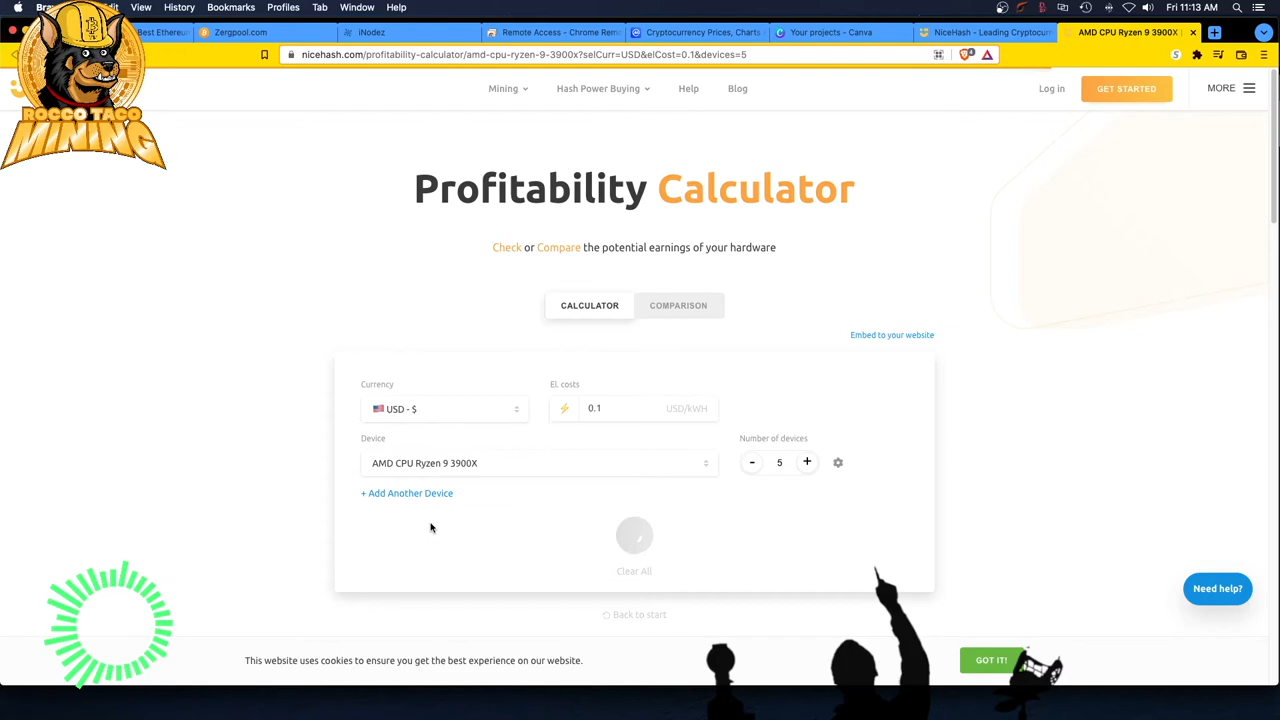 View History Bookmarks Profiles Tab Window Help
Fri 11:13 AM
Best Ethereu
Zergpool.com
iNodez
Remote Access - Chrome Rem
Cryptocurrency Prices, Charts
Your projects - Canva
NiceHash - Leading Cryptocurr
AMD CPU Ryzen 9 3900X
nicehash.com/profitability-calculator/amd-cpu-ryzen-9-3900x?selCurr=USD&elCost=0.1&devices=5
ROCCO TACO
MINING
Mining
Hash Power Buying
Help
Blog
Log in
GET STARTED
MORE
Profitability Calculator
Check or Compare the potential earnings of your hardware
CALCULATOR
COMPARISON
Embed to your website
Currency
El. costs
USD - $
0.1
USD/kWH
Device
Number of devices
AMD CPU Ryzen 9 3900X
- 5 +
+ Add Another Device
Clear All
Back to start
Need help?
This website uses cookies to ensure you get the best experience on our website.
GOT IT!